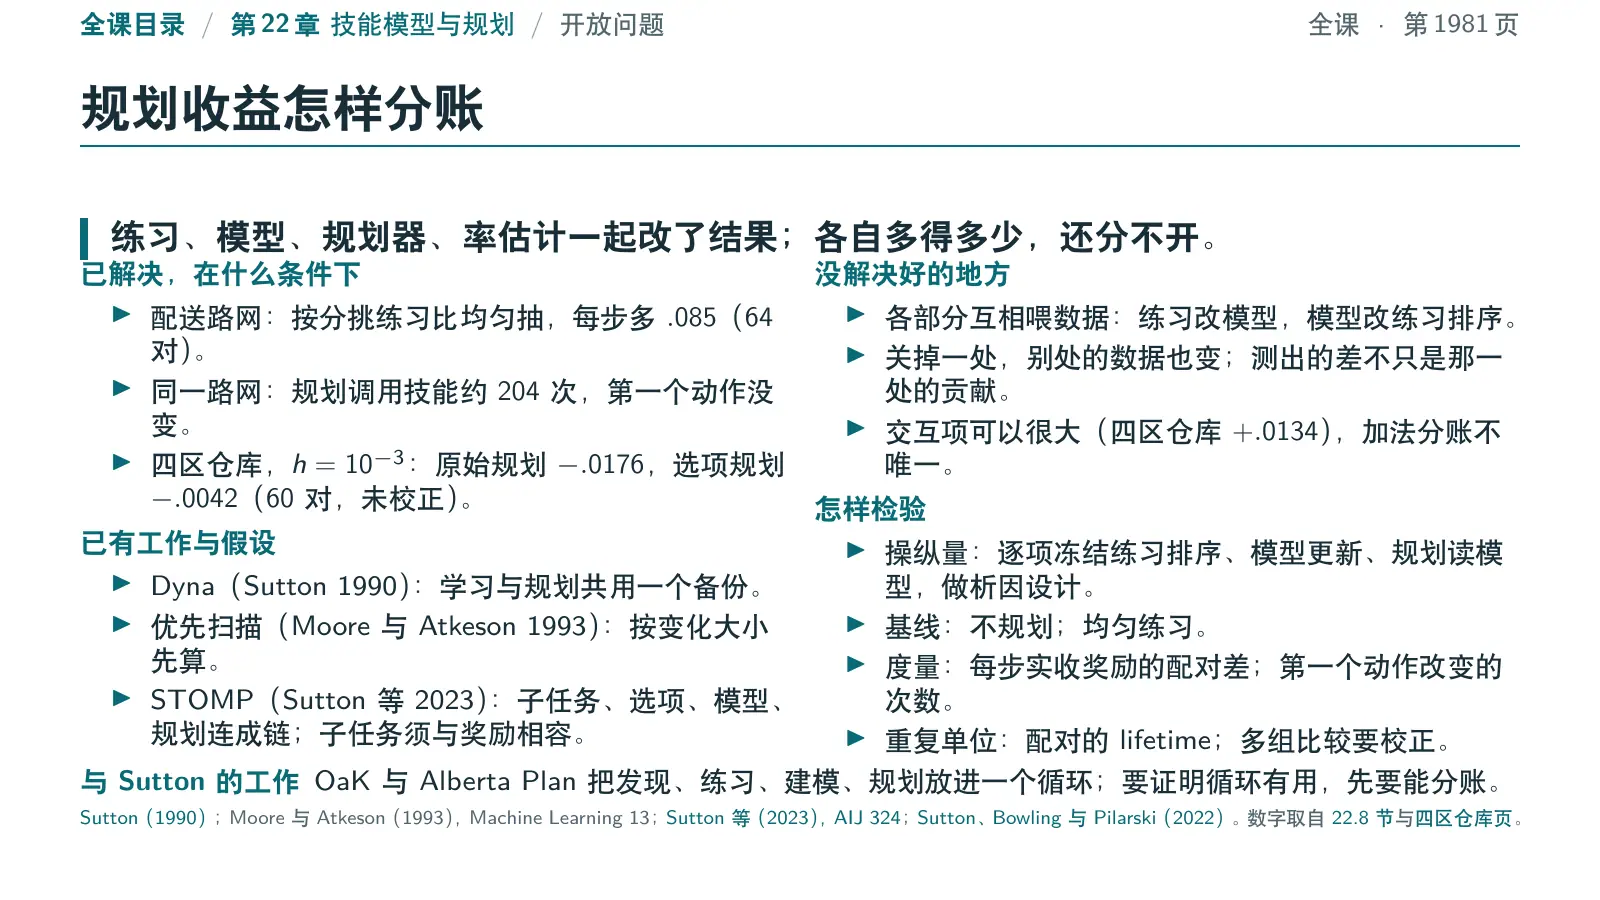 全课目录 / 第 22 章 技能模型与规划 / 开放问题
全课 · 第 1981 页
规划收益怎样分账
练习、模型、规划器、率估计一起改了结果；各自多得多少，还分不开。
已解决，在什么条件下
▶ 配送路网：按分挑练习比均匀抽，每步多 .085（64
对）。
▶ 同一路网：规划调用技能约 204 次，第一个动作没
变。
▶ 四区仓库，h = 10⁻³：原始规划 −.0176，选项规划
−.0042（60 对，未校正）。
已有工作与假设
▶ Dyna（Sutton 1990）：学习与规划共用一个备份。
▶ 优先扫描（Moore 与 Atkeson 1993）：按变化大小
先算。
▶ STOMP（Sutton 等 2023）：子任务、选项、模型、
规划连成链；子任务须与奖励相容。
没解决好的地方
▶ 各部分互相喂数据：练习改模型，模型改练习排序。
▶ 关掉一处，别处的数据也变；测出的差不只是那一
处的贡献。
▶ 交互项可以很大（四区仓库 +.0134），加法分账不
唯一。
怎样检验
▶ 操纵量：逐项冻结练习排序、模型更新、规划读模
型，做析因设计。
▶ 基线：不规划；均匀练习。
▶ 度量：每步实收奖励的配对差；第一个动作改变的
次数。
▶ 重复单位：配对的 lifetime；多组比较要校正。
与 Sutton 的工作 OaK 与 Alberta Plan 把发现、练习、建模、规划放进一个循环；要证明循环有用，先要能分账。
Sutton (1990)；Moore 与 Atkeson (1993), Machine Learning 13；Sutton 等 (2023), AIJ 324；Sutton、Bowling 与 Pilarski (2022)。数字取自 22.8 节与四区仓库页。